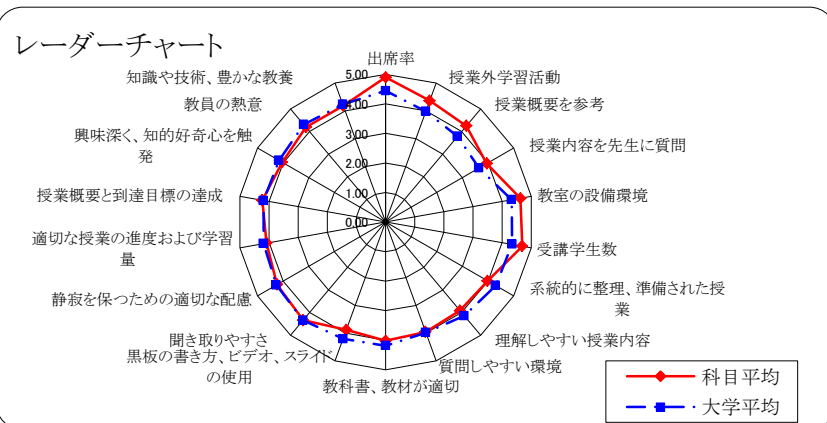 レーダーチャート
出席率
授業外学習活動
授業概要を参考
授業内容を先生に質問
教室の設備環境
受講学生数
系統的に整理、準備された授
業
理解しやすい授業内容
質問しやすい環境
教科書、教材が適切
黒板の書き方、ビデオ、スライド
の使用
聞き取りやすさ
静寂を保つための適切な配慮
適切な授業の進度および学習
量
授業概要と到達目標の達成
興味深く、知的好奇心を触
発
教員の熱意
知識や技術、豊かな教養
5.00
4.00
3.00
2.00
1.00
0.00
科目平均
大学平均